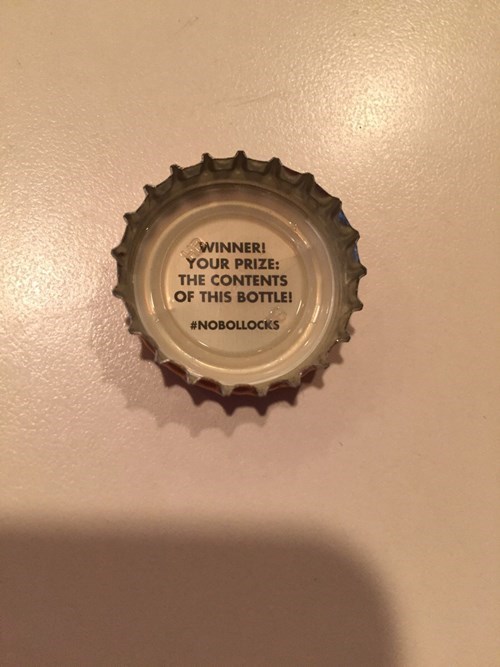 WINNER!
YOUR PRIZE:
THE CONTENTS
OF THIS BOTTLE!
#NOBOLLOCKS